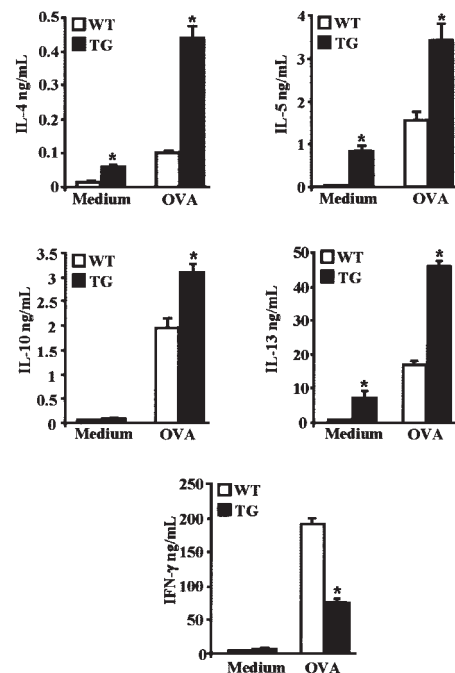 0.5
0.4
0.3
0.2
0.1
0
IL-4 ng/mL
WT
TG
*
*
Medium OVA
4
3
2
1
0
IL-5 ng/mL
WT
TG
*
*
Medium OVA
3.5
3
2.5
2
1.5
1
0.5
0
IL-10 ng/mL
WT
TG
*
Medium OVA
50
40
30
20
10
0
IL-13 ng/mL
WT
TG
*
*
Medium OVA
250
200
150
100
50
0
IFN-γ ng/mL
WT
TG
*
Medium OVA